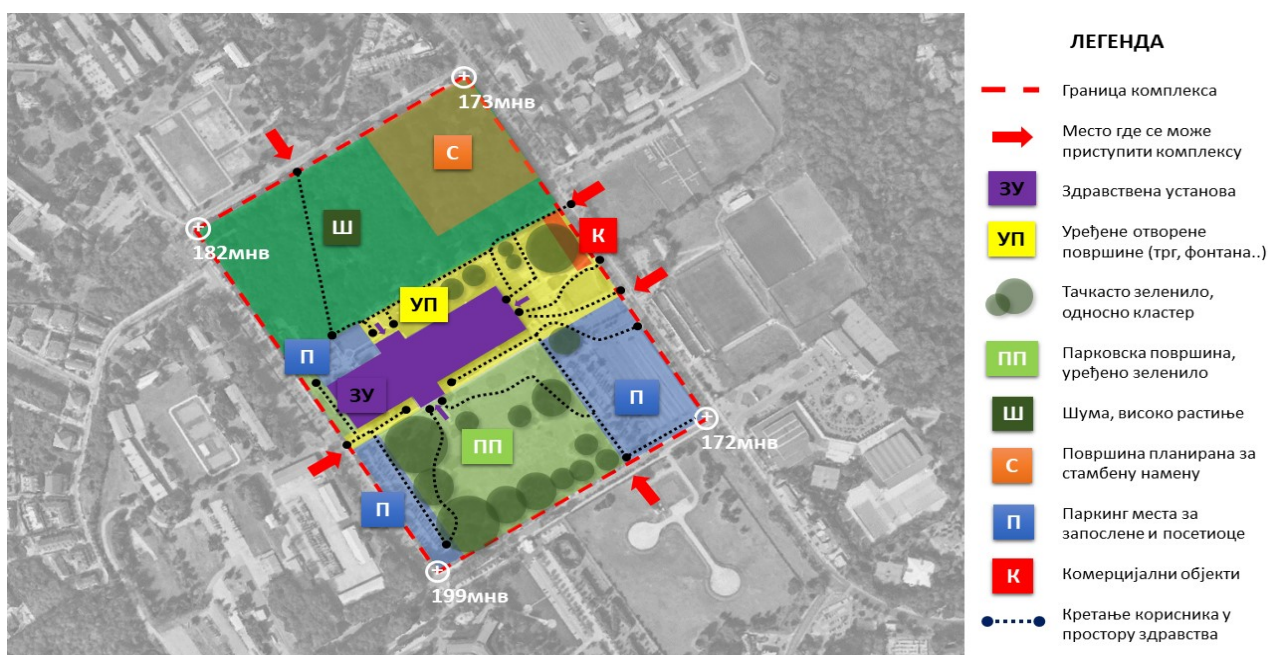 173мнв
С
Ш
182мнв
К
УП
П
ЗУ
П
ПП
172мнв
П
199мнв
ЛЕГЕНДА
Граница комплекса
Место где се може
приступити комплексу
ЗУ
Здравствена установа
УП
Уређене отворене
површине (трг, фонтана..)
Тачкасто зеленило,
односно кластер
ПП
Парковска површина,
уређено зеленило
Ш
Шума, високо растиње
С
Површина планирана за
стамбену намену
П
Паркинг места за
запослене и посетиоце
К
Комерцијални објекти
Кретање корисника у
простору здравства